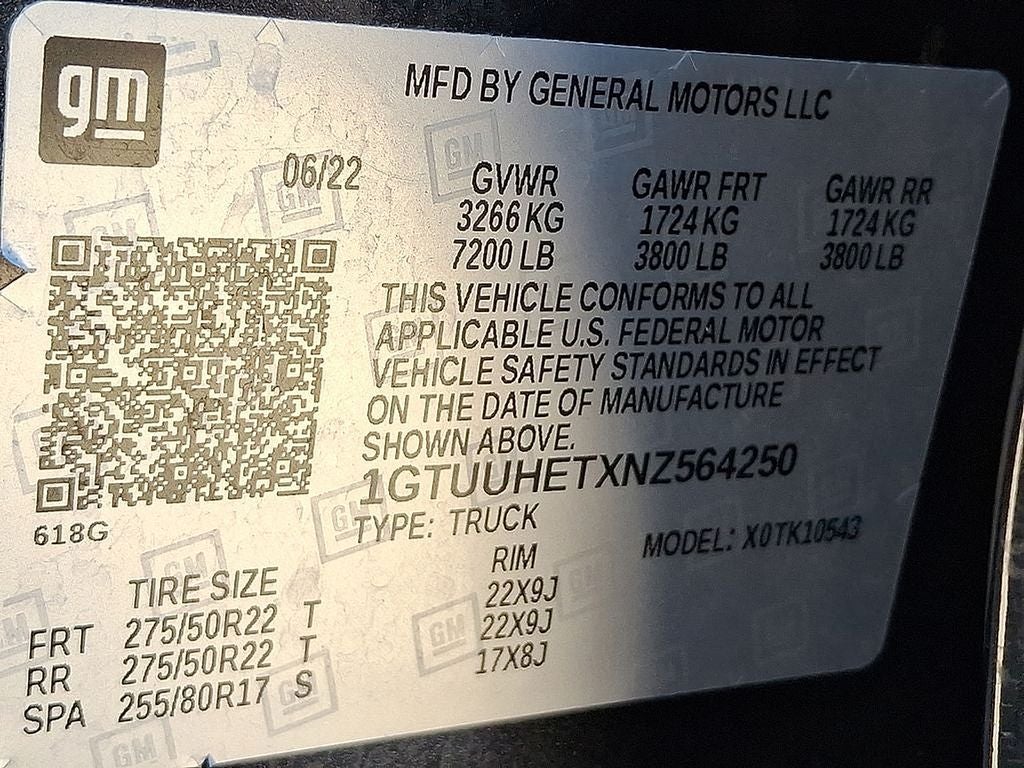 gm
MFD BY GENERAL MOTORS LLC
06/22
GVWR GAWR FRT GAWR RR
3266 KG 1724 KG 1724 KG
7200 LB 3800 LB 3800 LB
THIS VEHICLE CONFORMS TO ALL
APPLICABLE U.S. FEDERAL MOTOR
VEHICLE SAFETY STANDARDS IN EFFECT
ON THE DATE OF MANUFACTURE
SHOWN ABOVE.
1GTUUHETXNZ564250
618G
TYPE: TRUCK MODEL: X0TK10543
TIRE SIZE RIM
FRT 275/50R22 T 22X9J
RR 275/50R22 T 22X9J
SPA 255/80R17 S 17X8J